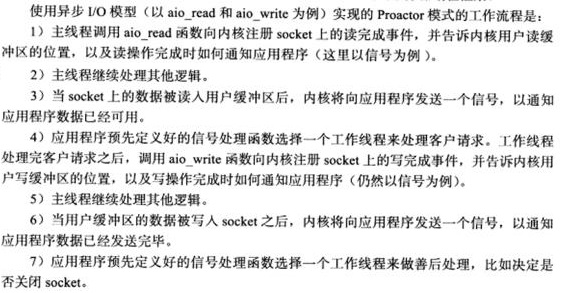 使用异步 I/O 模型（以 aio_read 和 aio_write 为例）实现的 Proactor 模式的工作流程是：
1）主线程调用 aio_read 函数向内核注册 socket 上的读完成事件，并告诉内核用户读缓
冲区的位置，以及读操作完成时如何通知应用程序（这里以信号为例）。
2）主线程继续处理其他逻辑。
3）当 socket 上的数据被读入用户缓冲区后，内核将向应用程序发送一个信号，以通知
应用程序数据已经可用。
4）应用程序预先定义好的信号处理函数选择一个工作线程来处理客户请求。工作线程
处理完客户请求之后，调用 aio_write 函数向内核注册 socket 上的写完成事件，并告诉内核用
户写缓冲区的位置，以及写操作完成时如何通知应用程序（仍然以信号为例）。
5）主线程继续处理其他逻辑。
6）当用户缓冲区的数据被写入 socket 之后，内核将向应用程序发送一个信号，以通知
应用程序数据已经发送完毕。
7）应用程序预先定义好的信号处理函数选择一个工作线程来做善后处理，比如决定是
否关闭 socket。